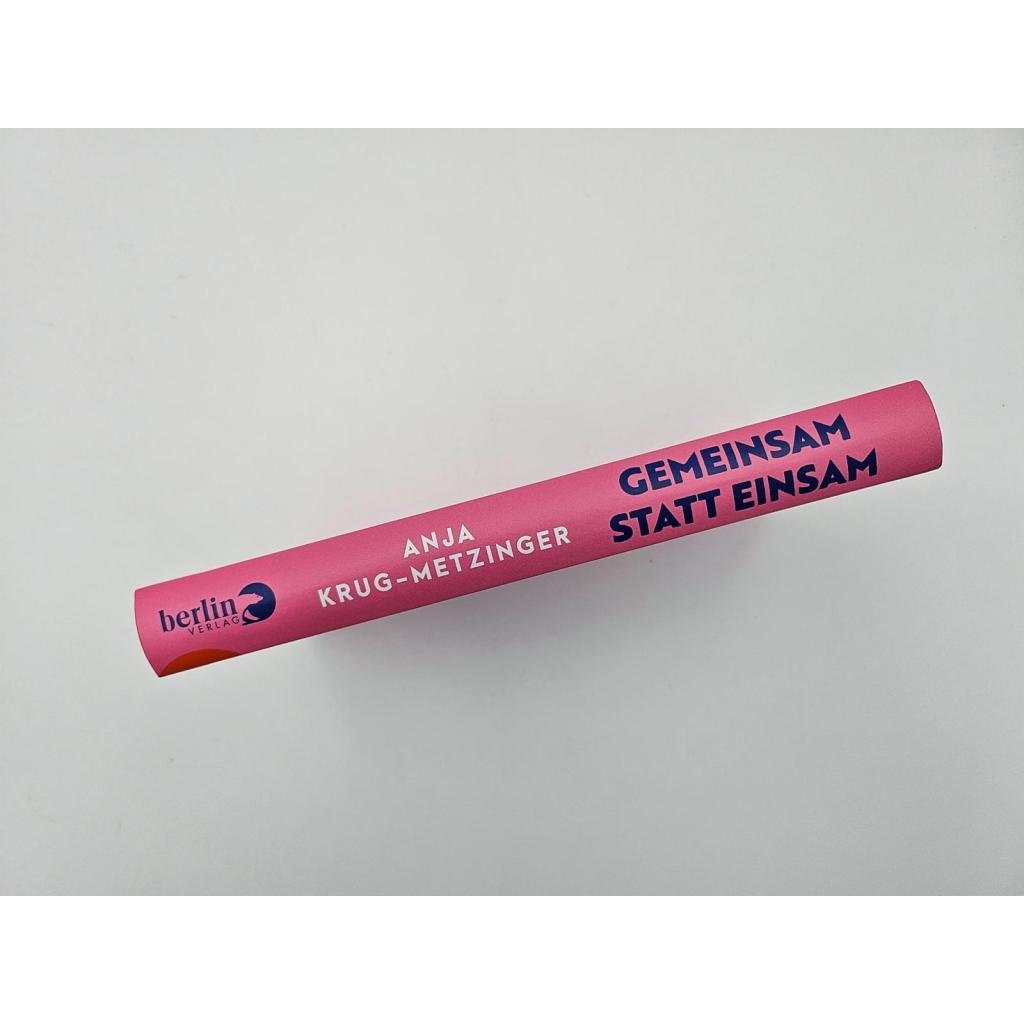 berlin
VERLAG
ANJA
KRUG-METZINGER
GEMEINSAM
STATT EINSAM